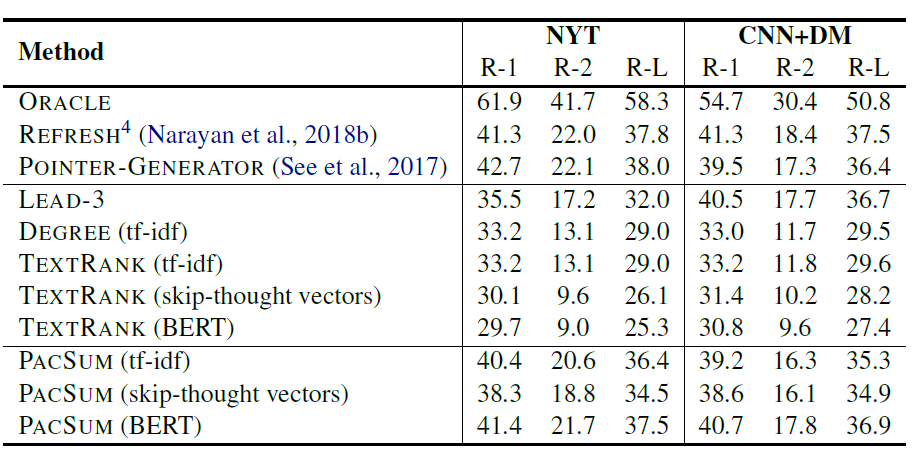 Method NYT CNN+DM
R-1 R-2 R-L R-1 R-2 R-L
ORACLE 61.9 41.7 58.3 54.7 30.4 50.8
REFRESH4 (Narayan et al., 2018b) 41.3 22.0 37.8 41.3 18.4 37.5
POINTER-GENERATOR (See et al., 2017) 42.7 22.1 38.0 39.5 17.3 36.4
LEAD-3 35.5 17.2 32.0 40.5 17.7 36.7
DEGREE (tf-idf) 33.2 13.1 29.0 33.0 11.7 29.5
TEXTRANK (tf-idf) 33.2 13.1 29.0 33.2 11.8 29.6
TEXTRANK (skip-thought vectors) 30.1 9.6 26.1 31.4 10.2 28.2
TEXTRANK (BERT) 29.7 9.0 25.3 30.8 9.6 27.4
PACSUM (tf-idf) 40.4 20.6 36.4 39.2 16.3 35.3
PACSUM (skip-thought vectors) 38.3 18.8 34.5 38.6 16.1 34.9
PACSUM (BERT) 41.4 21.7 37.5 40.7 17.8 36.9